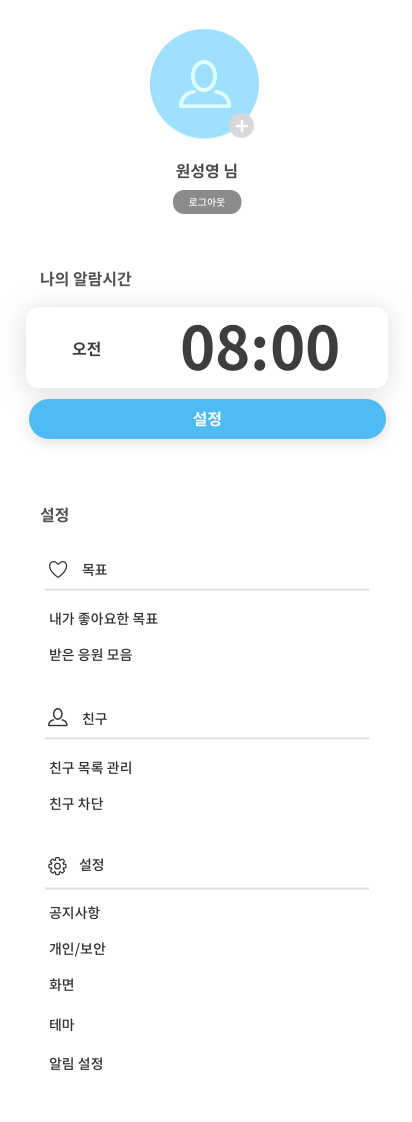 원성영 님
로그아웃
나의 알람시간
오전 08:00
설정
설정
목표
내가 좋아요한 목표
받은 응원 모음
친구
친구 목록 관리
친구 차단
설정
공지사항
개인/보안
화면
테마
알림 설정